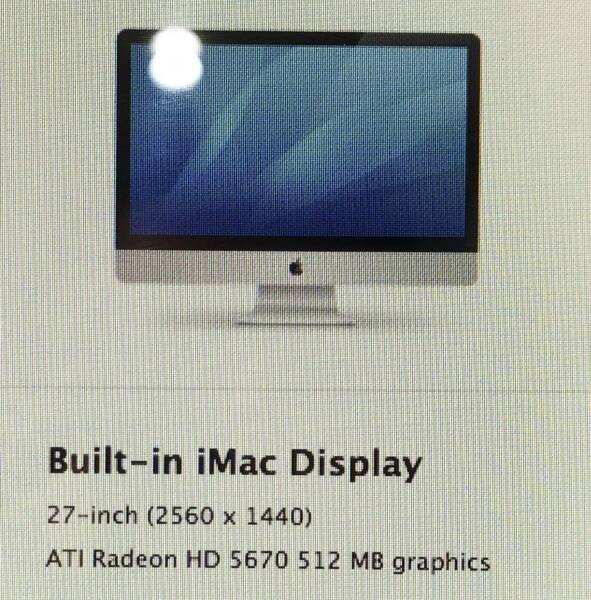 Built-in iMac Display
27-inch (2560 x 1440)
ATI Radeon HD 5670 512 MB graphics